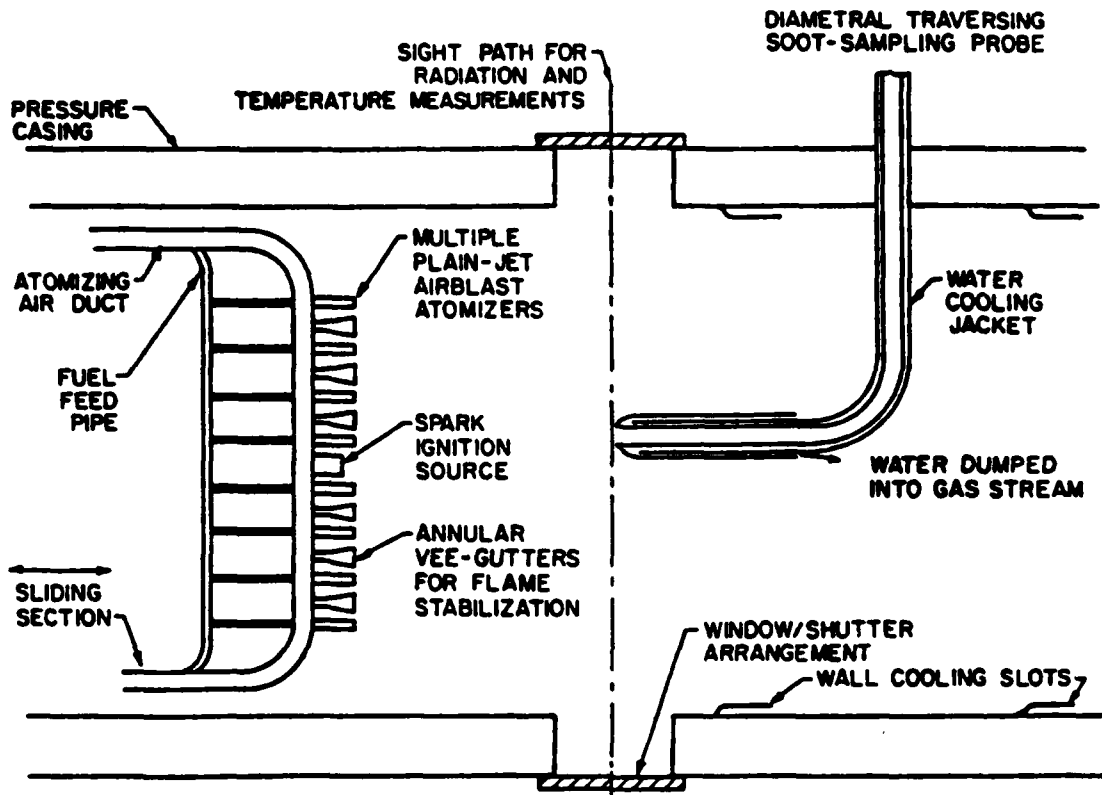 DIAMETRAL TRAVERSING
SOOT-SAMPLING PROBE
SIGHT PATH FOR
RADIATION AND
TEMPERATURE MEASUREMENTS
PRESSURE
CASING
MULTIPLE
PLAIN-JET
AIRBLAST
ATOMIZERS
ATOMIZING
AIR DUCT
WATER
COOLING
JACKET
FUEL
FEED
PIPE
SPARK
IGNITION
SOURCE
WATER DUMPED
INTO GAS STREAM
ANNULAR
VEE-GUTTERS
FOR FLAME
STABILIZATION
SLIDING
SECTION
WINDOW/SHUTTER
ARRANGEMENT
WALL COOLING SLOTS